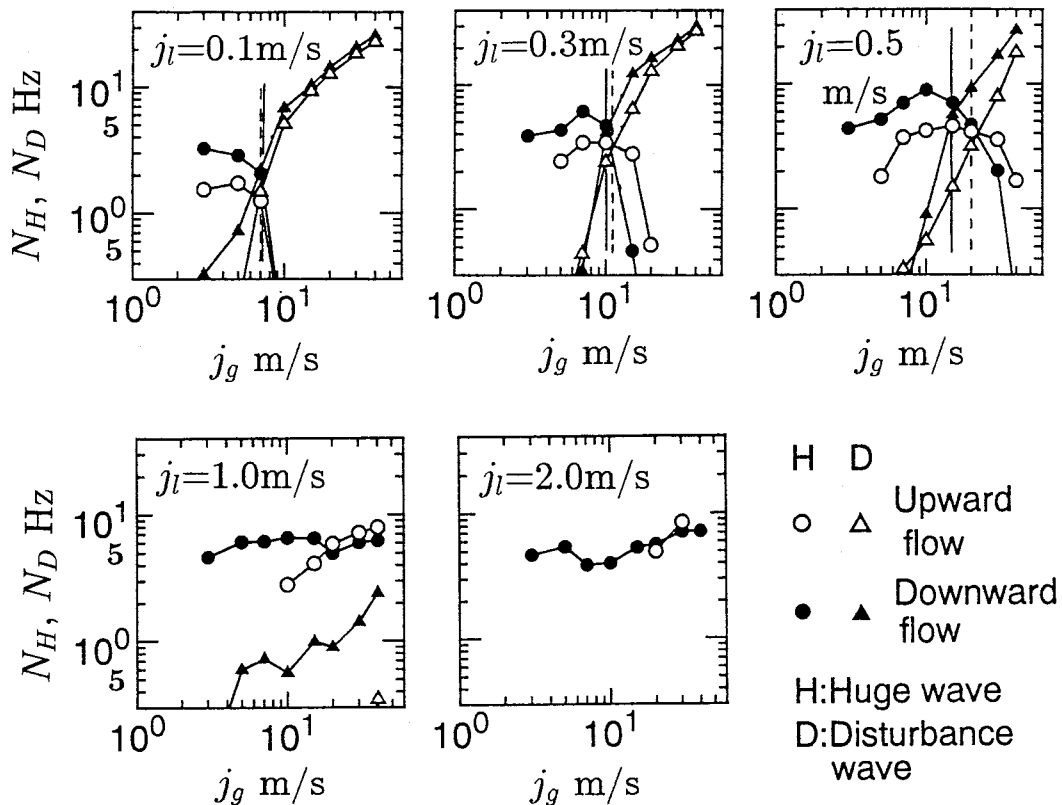 j_l=0.1m/s
j_l=0.3m/s
j_l=0.5
m/s
N_H, N_D Hz
10^1
5
10^0
5
10^0 10^1
10^0 10^1
10^0 10^1
j_g m/s
j_g m/s
j_g m/s
j_l=1.0m/s
j_l=2.0m/s
N_H, N_D Hz
10^1
5
10^0
5
10^0 10^1
10^0 10^1
j_g m/s
j_g m/s
H D
Upward
flow
Downward
flow
H:Huge wave
D:Disturbance
wave